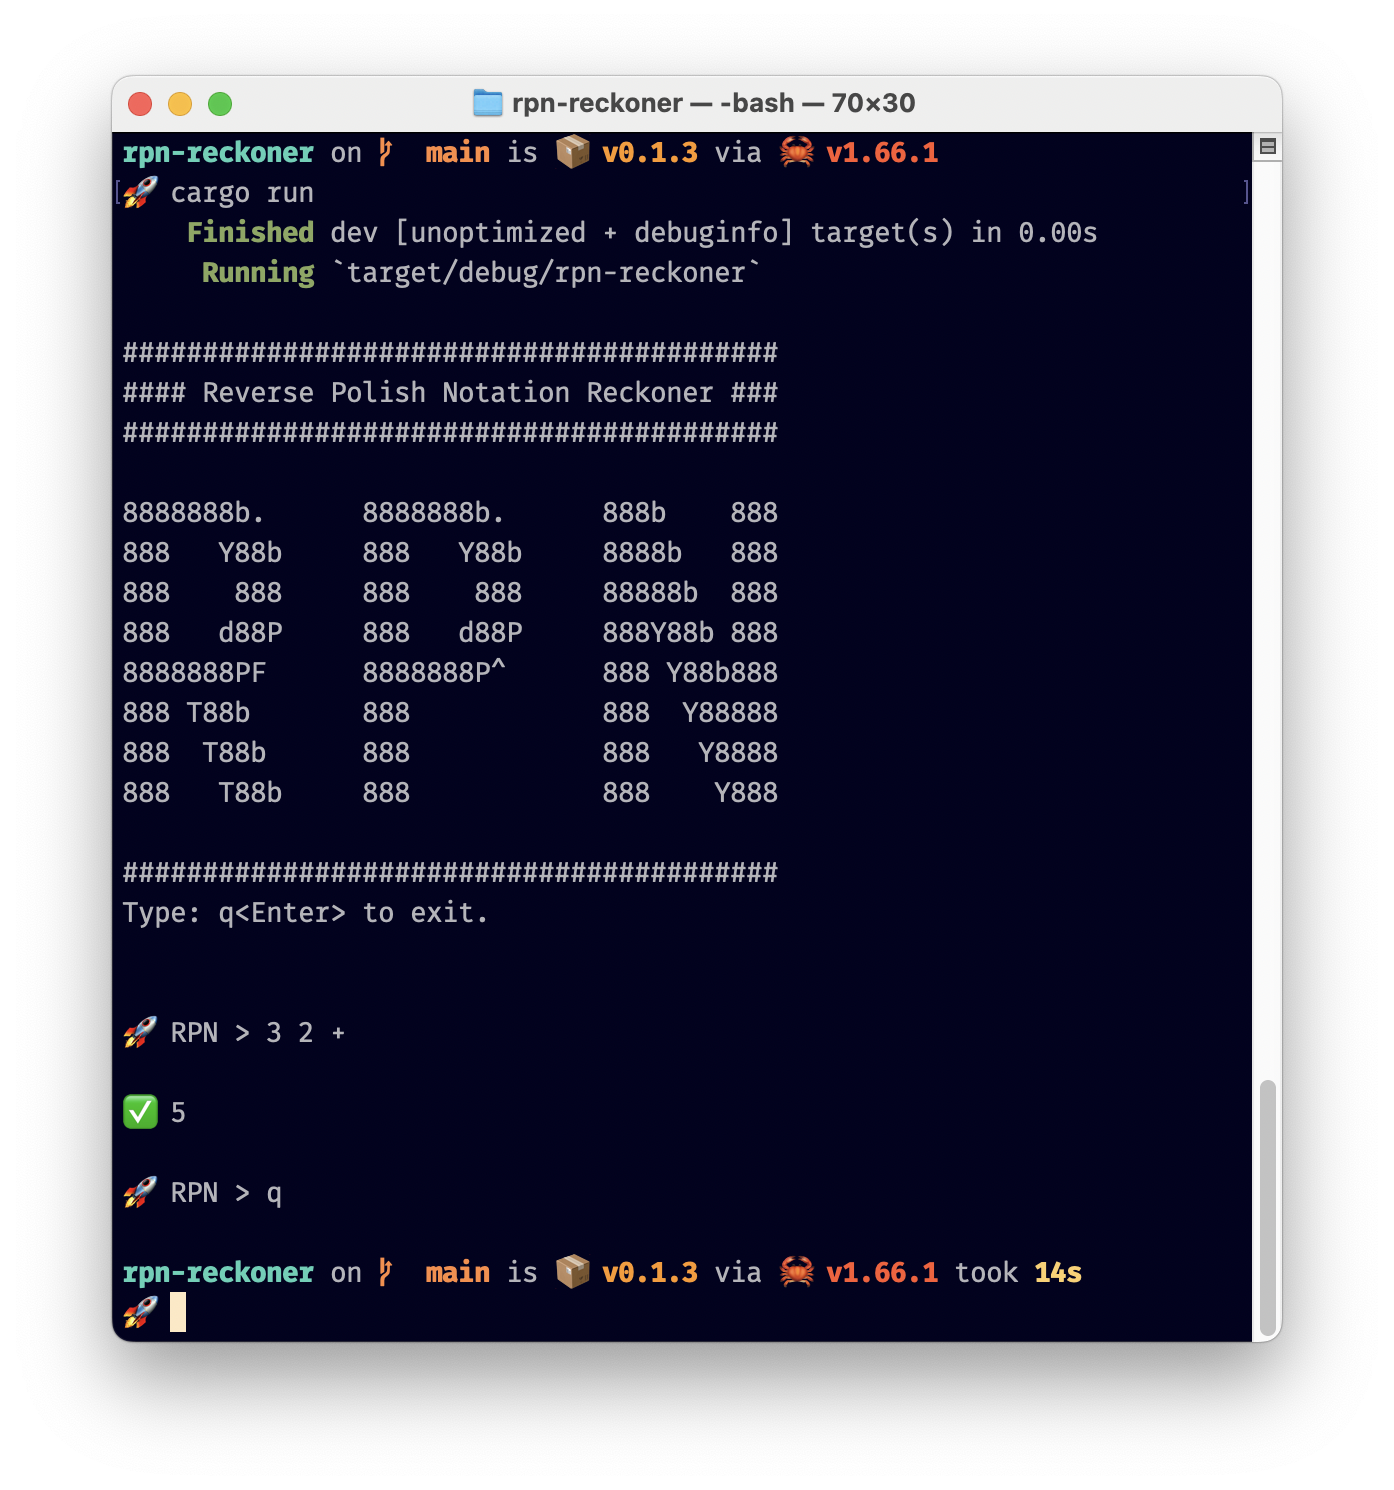 rpn-reckoner — -bash — 70×30
rpn-reckoner on main is 📦 v0.1.3 via 🦀 v1.66.1
[🚀 cargo run ]
    Finished dev [unoptimized + debuginfo] target(s) in 0.00s
     Running `target/debug/rpn-reckoner`
#########################################
#### Reverse Polish Notation Reckoner ###
#########################################
8888888b.      8888888b.      888b    888
888   Y88b     888   Y88b     8888b   888
888    888     888    888     88888b  888
888   d88P     888   d88P     888Y88b 888
8888888PF      8888888P^      888 Y88b888
888 T88b       888            888  Y88888
888  T88b      888            888   Y8888
888   T88b     888            888    Y888
#########################################
Type: q<Enter> to exit.
🚀 RPN > 3 2 +
✅ 5
🚀 RPN > q
rpn-reckoner on main is 📦 v0.1.3 via 🦀 v1.66.1 took 14s
🚀